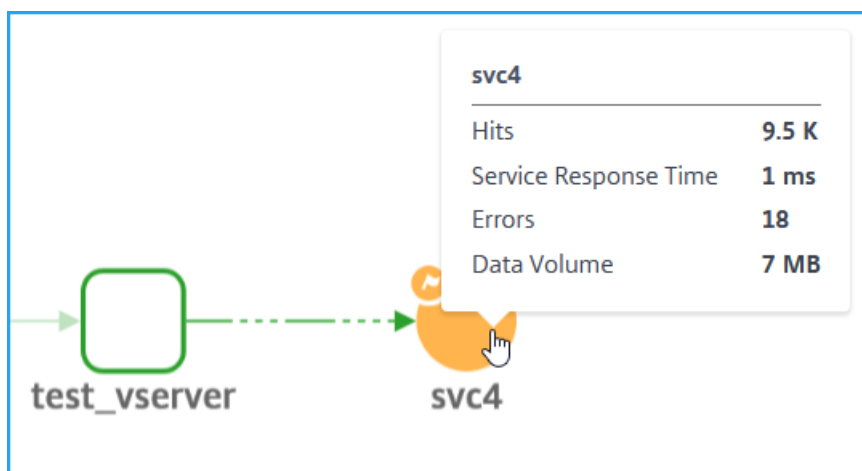 svc4
Hits 9.5 K
Service Response Time 1 ms
Errors 18
Data Volume 7 MB
test_vserver
svc4